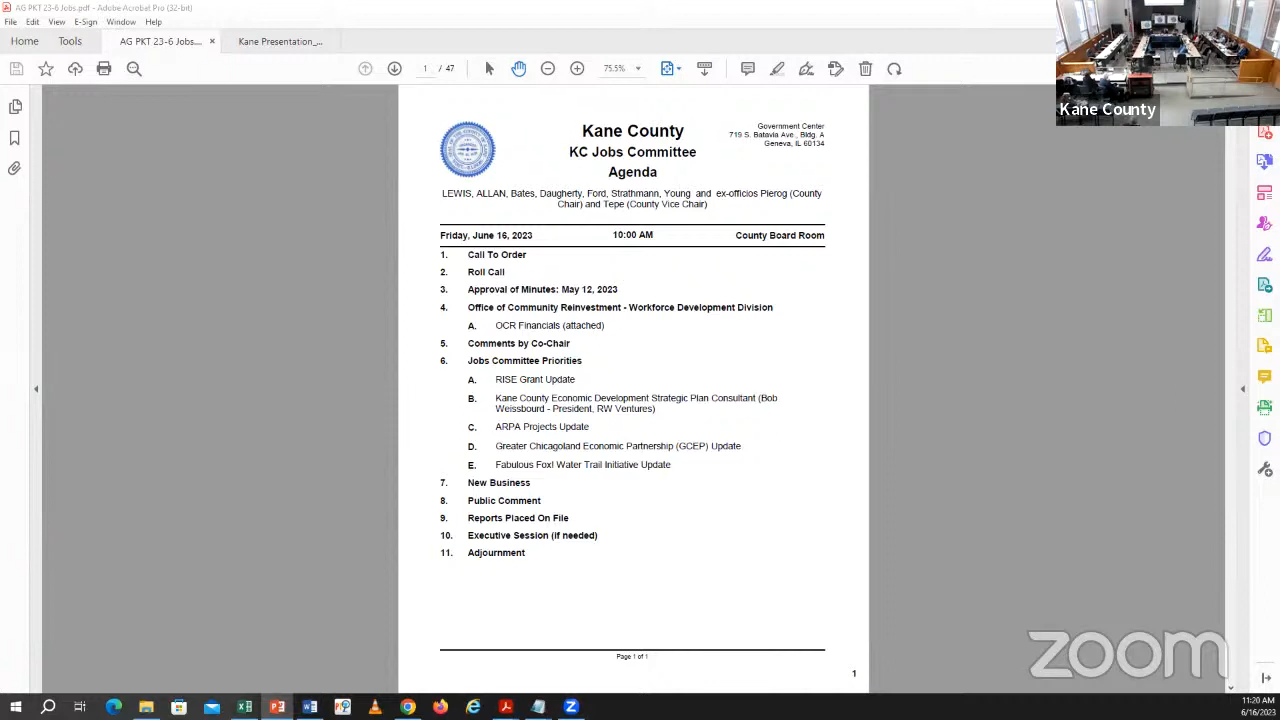 AG PKT 23-6 Jobs.pdf - Adobe Acrobat Pro (32-bit)
File Edit View E-Sign Window Help
Home Tools AG PKT 23-6 Jobs.... × Kane Presentation_...
1 / 47 75.5%
Kane County
Kane County
KC Jobs Committee
Agenda
Government Center
719 S. Batavia Ave., Bldg. A
Geneva, IL 60134
LEWIS, ALLAN, Bates, Daugherty, Ford, Strathmann, Young and ex-officios Pierog (County
Chair) and Tepe (County Vice Chair)
Friday, June 16, 2023 10:00 AM County Board Room
1. Call To Order
2. Roll Call
3. Approval of Minutes: May 12, 2023
4. Office of Community Reinvestment - Workforce Development Division
A. OCR Financials (attached)
5. Comments by Co-Chair
6. Jobs Committee Priorities
A. RISE Grant Update
B. Kane County Economic Development Strategic Plan Consultant (Bob
Weissbourd - President, RW Ventures)
C. ARPA Projects Update
D. Greater Chicagoland Economic Partnership (GCEP) Update
E. Fabulous Fox! Water Trail Initiative Update
7. New Business
8. Public Comment
9. Reports Placed On File
10. Executive Session (if needed)
11. Adjournment
Page 1 of 1
1
zoom
11:20 AM
6/16/2023